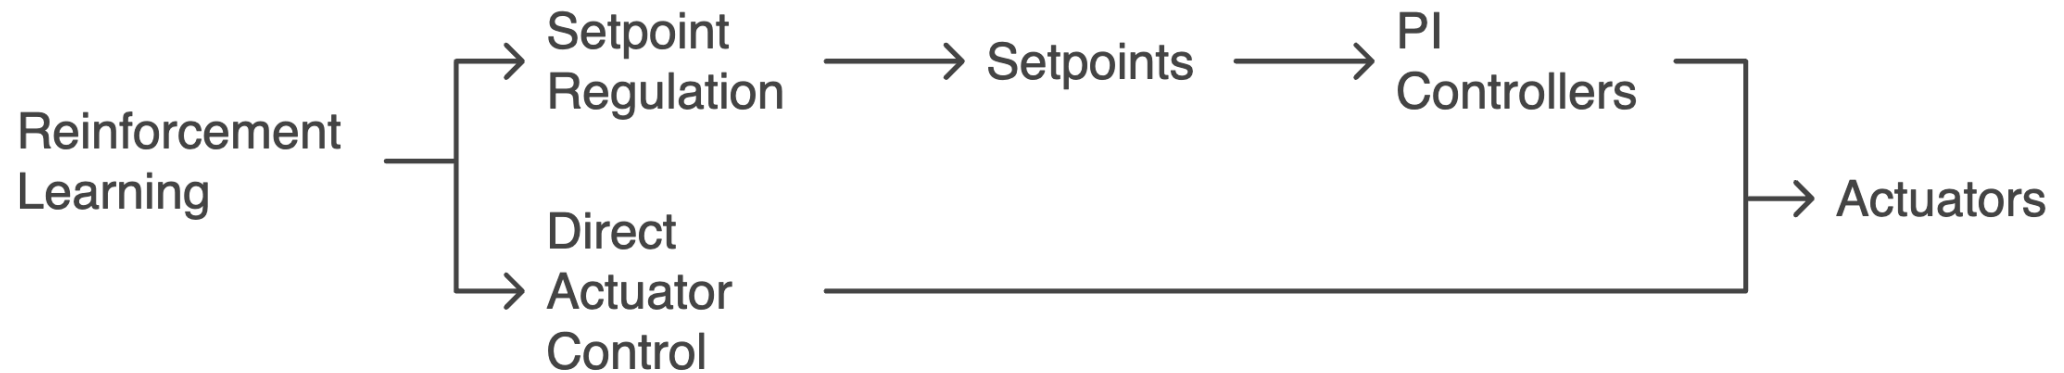 Reinforcement
Learning
Setpoint
Regulation
Setpoints
PI
Controllers
Direct
Actuator
Control
Actuators